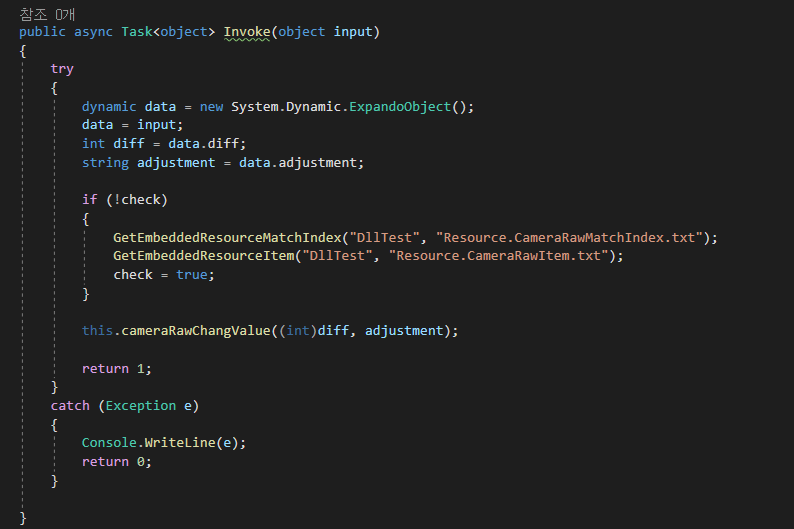 참조 0개
public async Task<object> Invoke(object input)
{
    try
    {
        dynamic data = new System.Dynamic.ExpandoObject();
        data = input;
        int diff = data.diff;
        string adjustment = data.adjustment;

        if (!check)
        {
            GetEmbeddedResourceMatchIndex("DllTest", "Resource.CameraRawMatchIndex.txt");
            GetEmbeddedResourceItem("DllTest", "Resource.CameraRawItem.txt");
            check = true;
        }

        this.cameraRawChangValue((int)diff, adjustment);

        return 1;
    }
    catch (Exception e)
    {
        Console.WriteLine(e);
        return 0;
    }

}